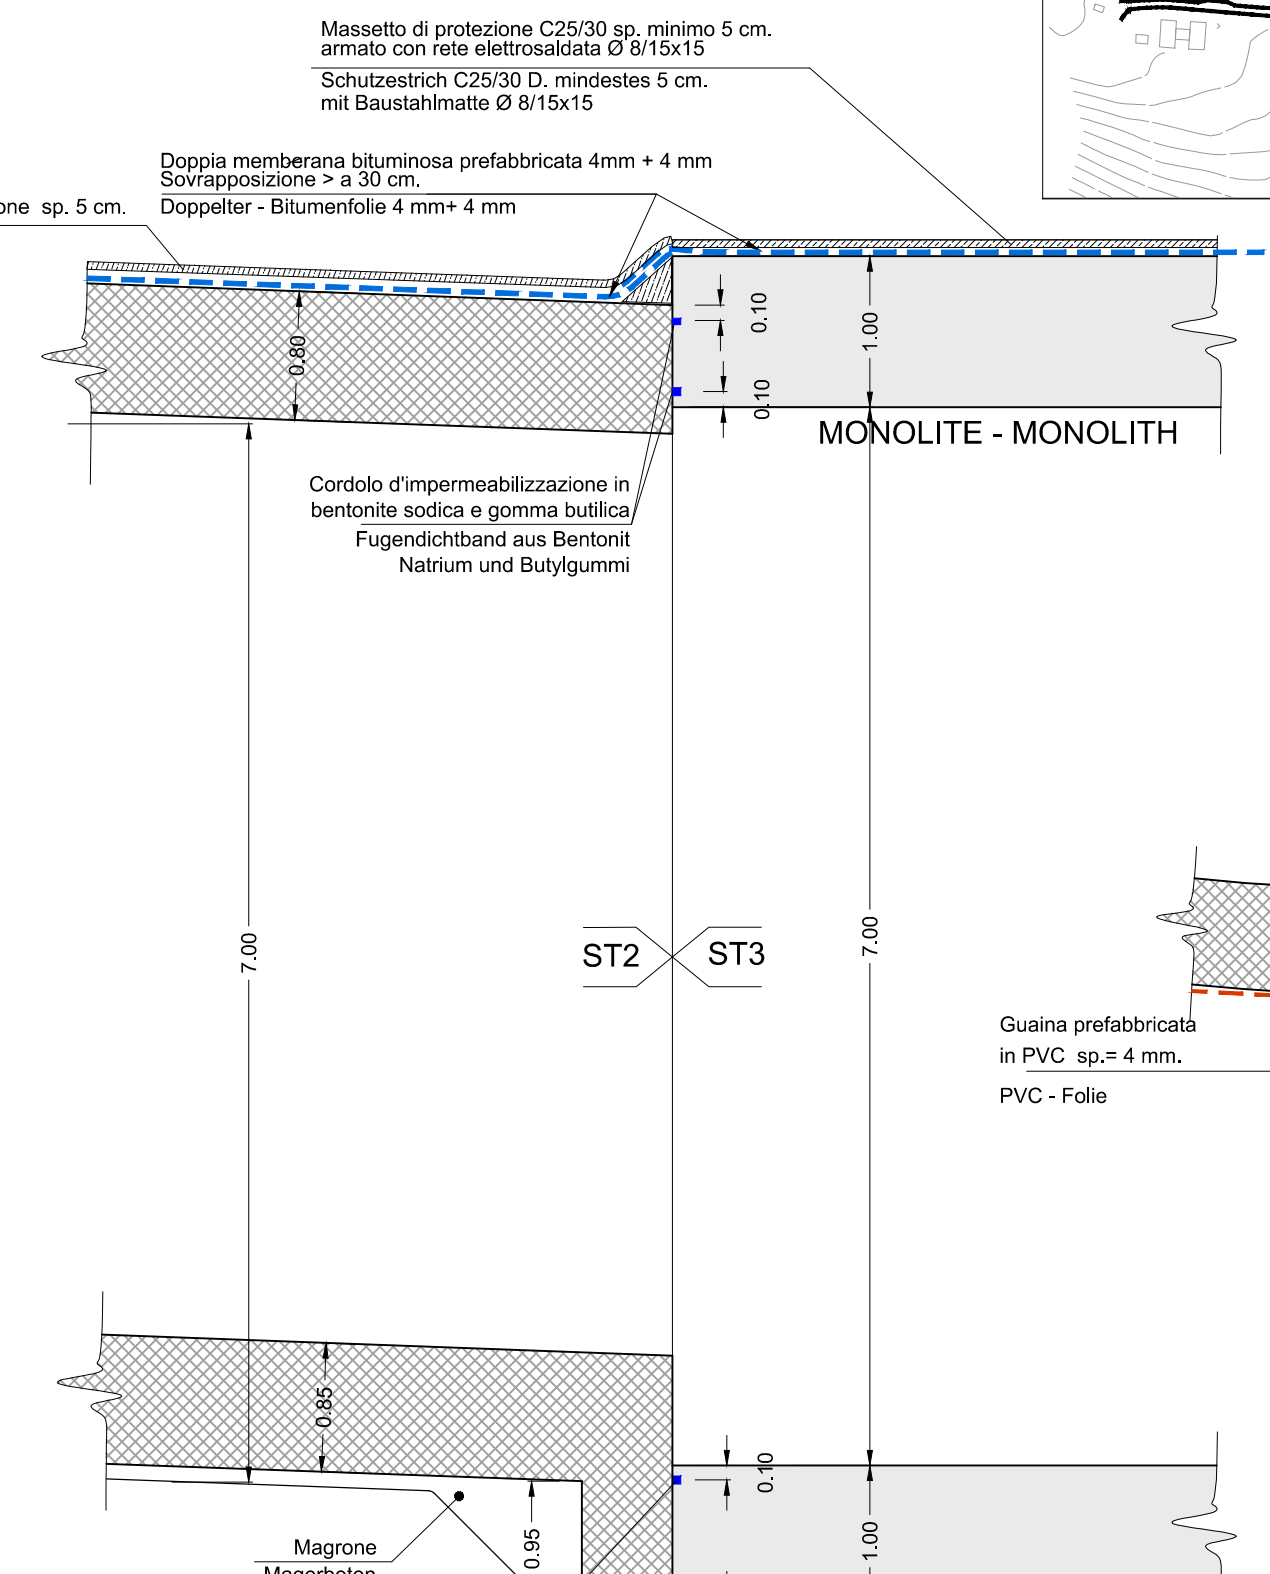 Massetto di protezione C25/30 sp. minimo 5 cm.
armato con rete elettrosaldata Ø 8/15x15
Schutzestrich C25/30 D. mindestes 5 cm.
mit Baustahlmatte Ø 8/15x15
Doppia memberana bituminosa prefabbricata 4mm + 4 mm
Sovrapposizione > a 30 cm.
Doppelter - Bitumenfolie 4 mm+ 4 mm
one sp. 5 cm.
0.80
0.10
1.00
0.10
MONOLITE - MONOLITH
Cordolo d'impermeabilizzazione in
bentonite sodica e gomma butilica
Fugendichtband aus Bentonit
Natrium und Butylgummi
7.00
7.00
ST2
ST3
Guaina prefabbricata
in PVC sp.= 4 mm.
PVC - Folie
0.85
0.10
0.95
1.00
Magrone
Magerbeton